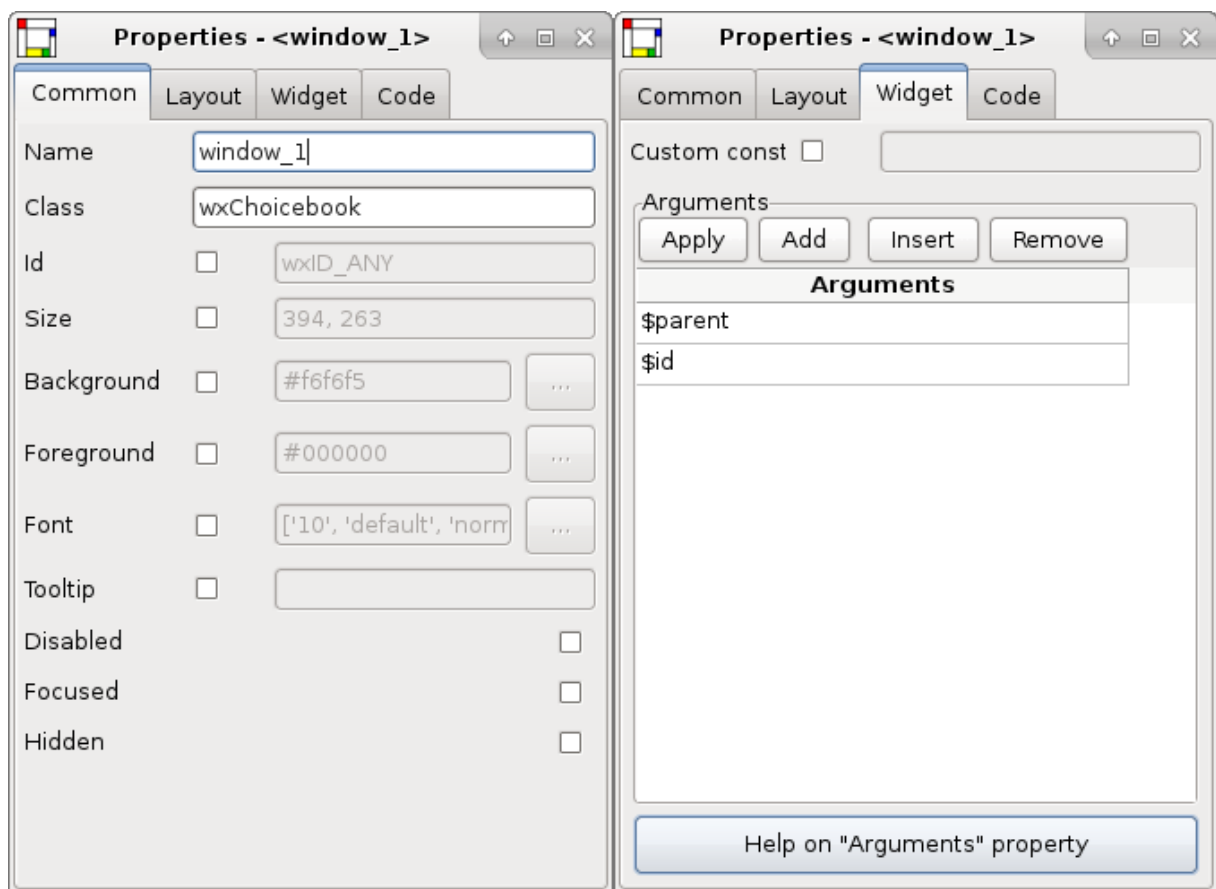 Properties - <window_1>
Common Layout Widget Code
Name window_1
Class wxChoicebook
Id wxID_ANY
Size 394, 263
Background #f6f6f5 ...
Foreground #000000 ...
Font ['10', 'default', 'norm ...
Tooltip
Disabled
Focused
Hidden
Properties - <window_1>
Common Layout Widget Code
Custom const
Arguments
Apply Add Insert Remove
Arguments
$parent
$id
Help on "Arguments" property